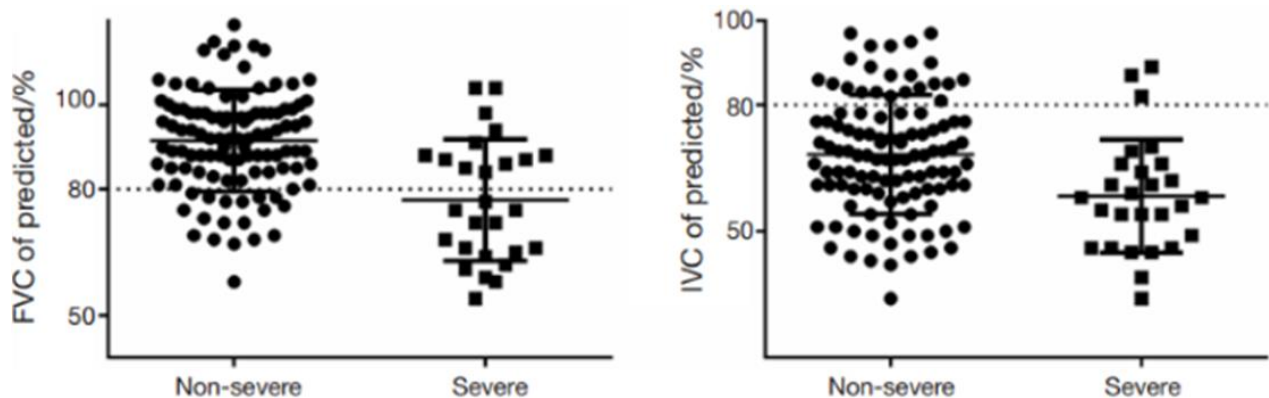 FVC of predicted/%
100
80
50
Non-severe
Severe
IVC of predicted/%
100
80
50
Non-severe
Severe